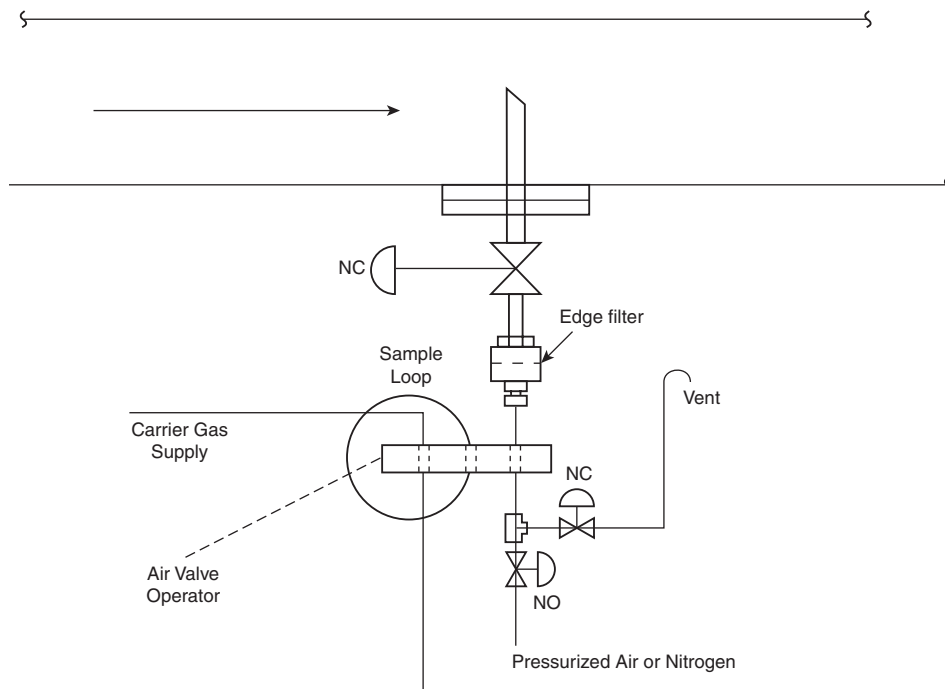 NC
Edge filter
Sample
Loop
Vent
Carrier Gas
Supply
NC
Air Valve
Operator
NO
Pressurized Air or Nitrogen